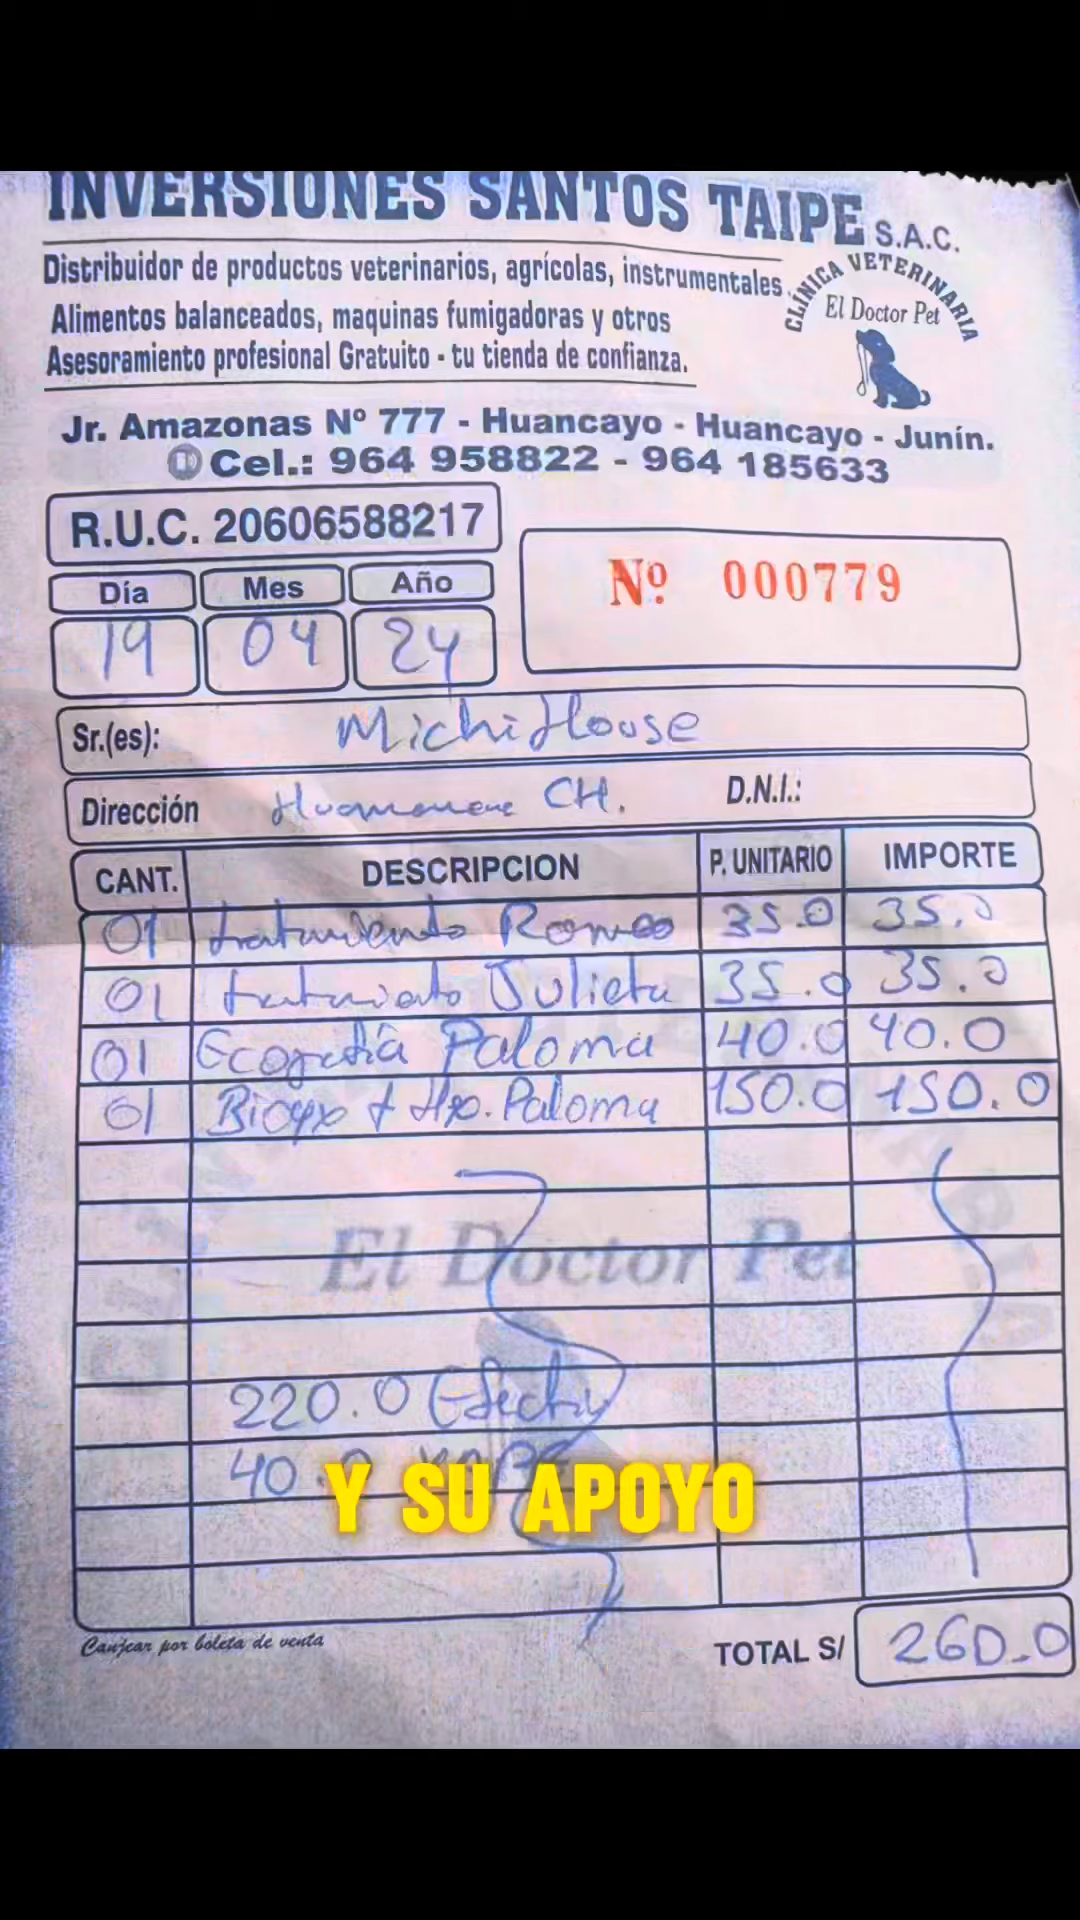 INVERSIONES SANTOS TAIPE S.A.C.
Distribuidor de productos veterinarios, agrícolas, instrumentales
Alimentos balanceados, maquinas fumigadoras y otros
Asesoramiento profesional Gratuito - tu tienda de confianza.
CLÍNICA VETERINARIA
El Doctor Pet
Jr. Amazonas Nº 777 - Huancayo - Huancayo - Junín.
Cel.: 964 958822 - 964 185633
R.U.C. 20606588217
Nº 000779
Día Mes Año
19 04 24
Sr.(es): MichiHouse
Dirección CH. D.N.I.:
CANT. DESCRIPCION P. UNITARIO IMPORTE
01 tratamiento Romeo 35.0 35.0
01 tratamiento Julieta 35.0 35.0
01 Ecografía Paloma 40.0 40.0
01 Paloma 150.0 150.0
El Doctor Pet
220.0
40.0
Y SU APOYO
Canjear por boleta de venta
TOTAL S/ 260.0